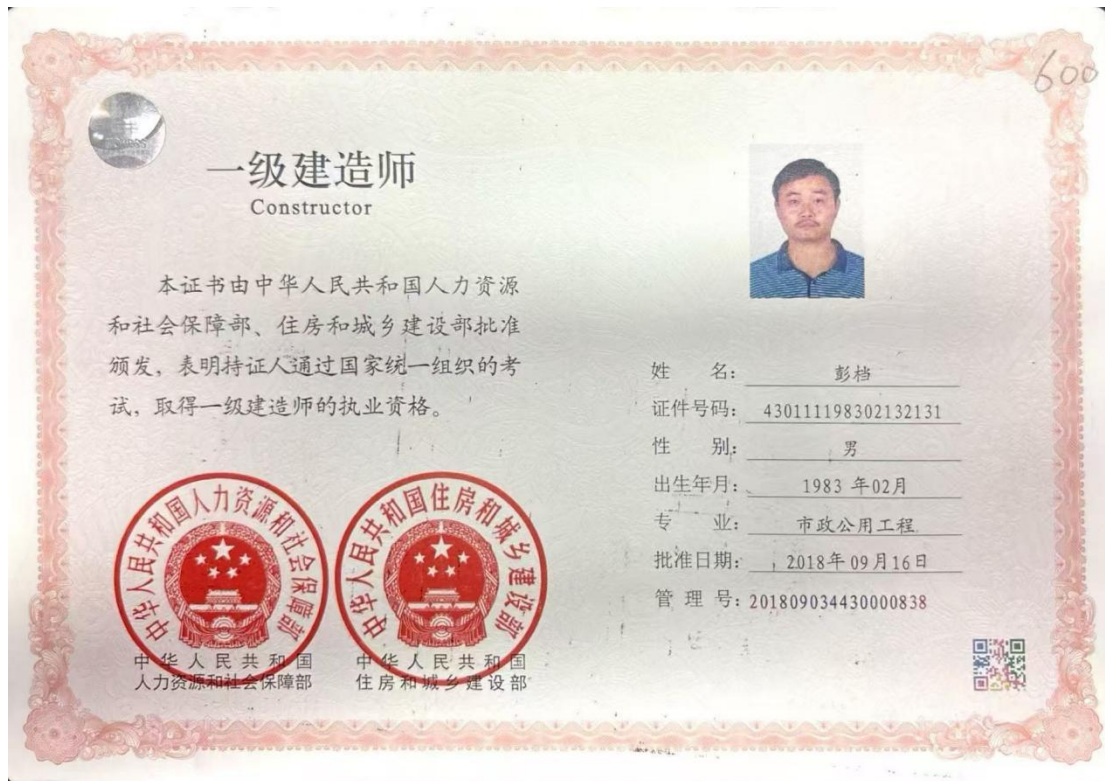 600
一级建造师
Constructor
本证书由中华人民共和国人力资源
和社会保障部、住房和城乡建设部批准
颁发，表明持证人通过国家统一组织的考
试，取得一级建造师的执业资格。
中华人民共和国人力资源和社会保障部
中华人民共和国住房和城乡建设部
中华人民共和国
人力资源和社会保障部
中华人民共和国
住房和城乡建设部
姓 名： 彭档
证件号码： 430111198302132131
性 别： 男
出生年月： 1983 年02月
专 业： 市政公用工程
批准日期： 2018年09月16日
管 理 号：201809034430000838